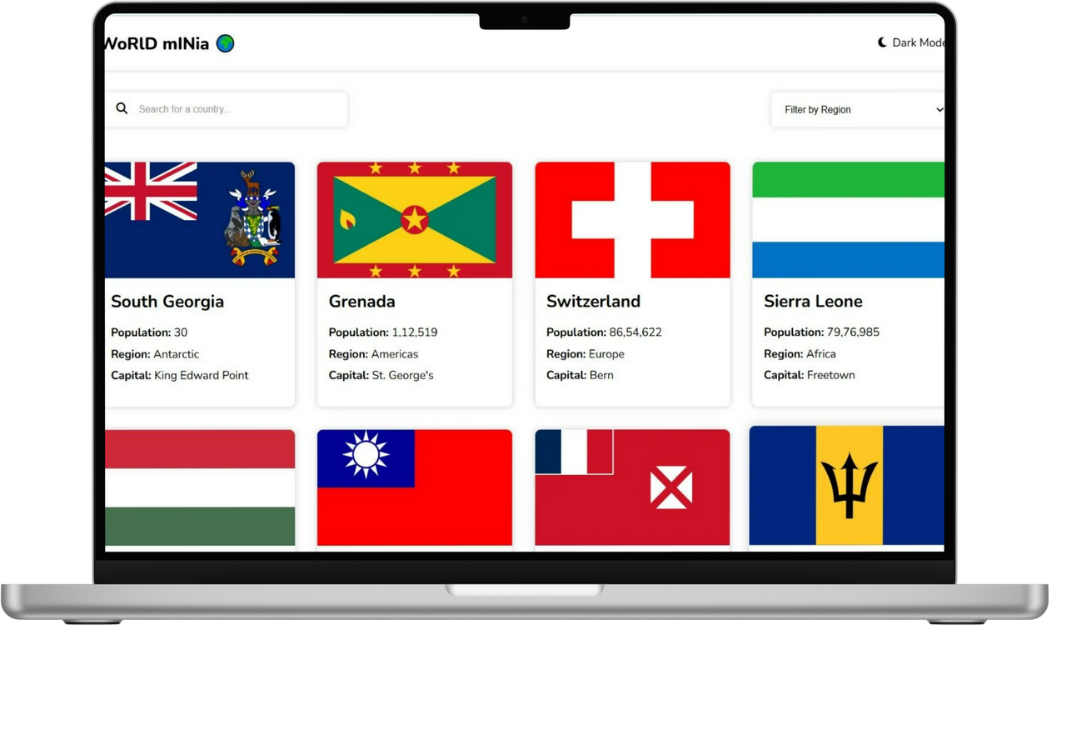 WoRlD mINia
Dark Mode
Search for a country...
Filter by Region
South Georgia
Population: 30
Region: Antarctic
Capital: King Edward Point
Grenada
Population: 1,12,519
Region: Americas
Capital: St. George's
Switzerland
Population: 86,54,622
Region: Europe
Capital: Bern
Sierra Leone
Population: 79,76,985
Region: Africa
Capital: Freetown